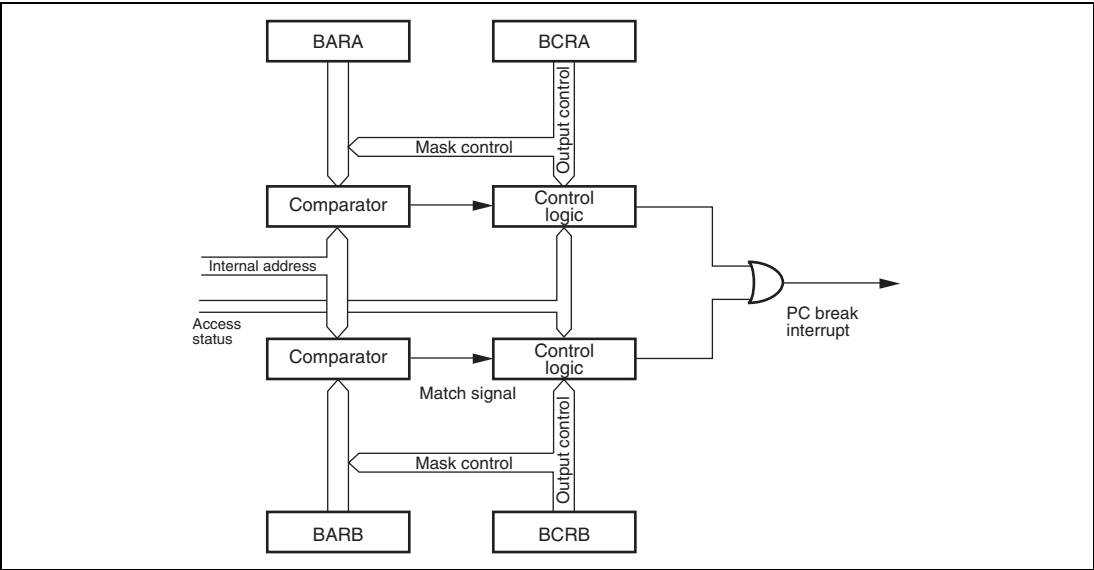 BARA
BCRA
Output control
Mask control
Comparator
Control
logic
Internal address
Access
status
PC break
interrupt
Comparator
Control
logic
Match signal
Output control
Mask control
BARB
BCRB